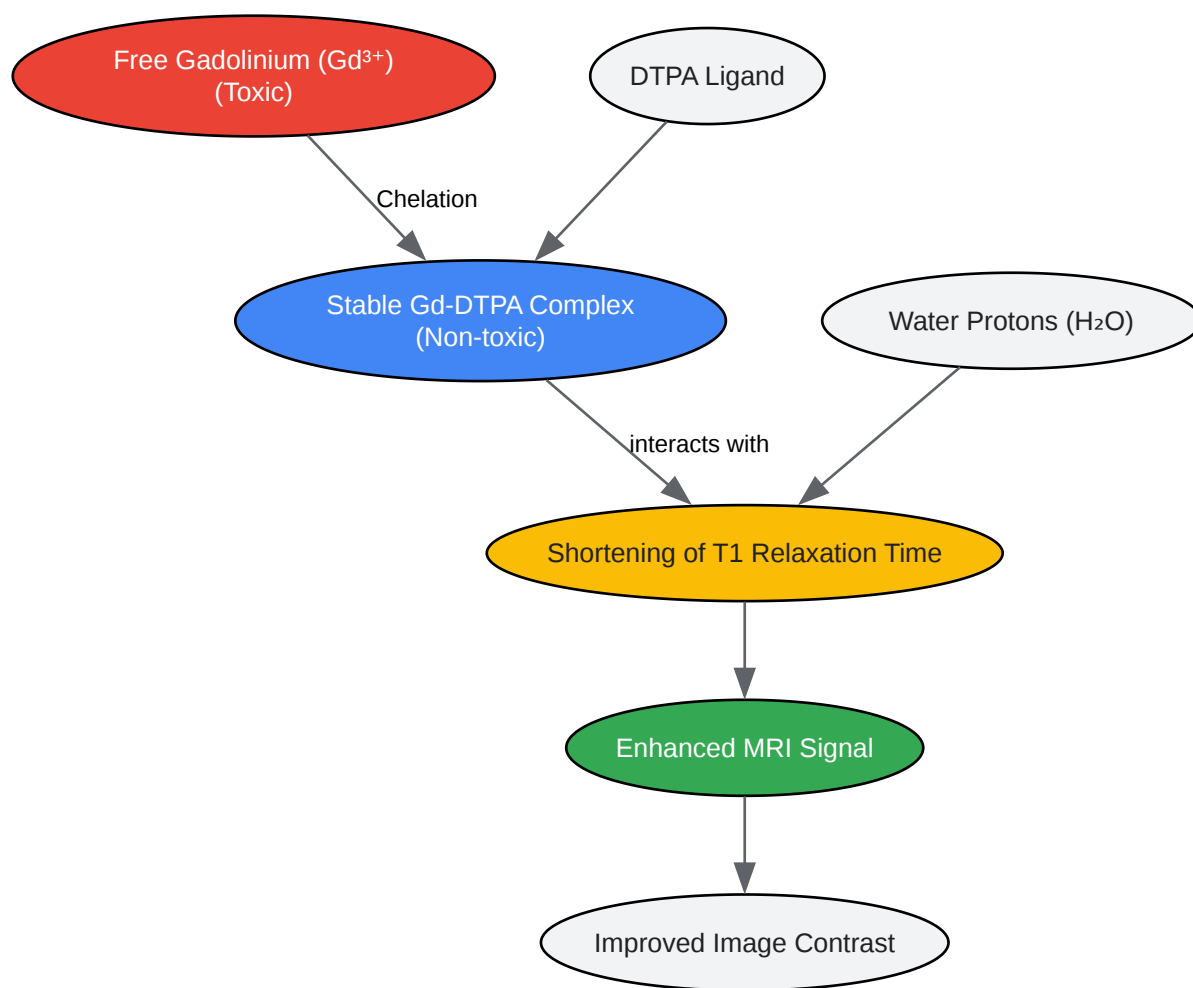 Free Gadolinium (Gd³⁺)
(Toxic)
DTPA Ligand
Chelation
Stable Gd-DTPA Complex
(Non-toxic)
Water Protons (H₂O)
interacts with
Shortening of T1 Relaxation Time
Enhanced MRI Signal
Improved Image Contrast